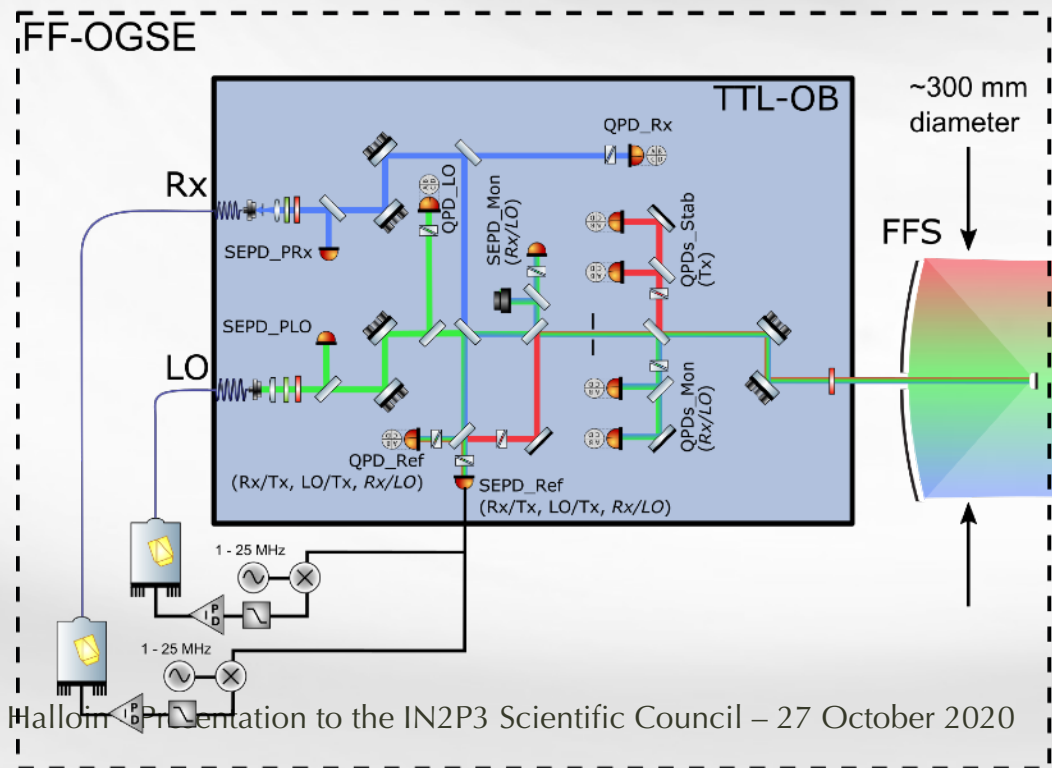 FF-OGSE
TTL-OB
~300 mm
diameter
QPD_Rx
Rx
QPD_LO
SEPD_Mon
(Rx/LO)
QPDs_Stab
(Tx)
FFS
SEPD_PRx
SEPD_PLO
LO
QPDs_Mon
(Rx/LO)
QPD_Ref
(Rx/Tx, LO/Tx, Rx/LO)
SEPD_Ref
(Rx/Tx, LO/Tx, Rx/LO)
1 - 25 MHz
P
I
D
1 - 25 MHz
P
I
D
Halloin Presentation to the IN2P3 Scientific Council – 27 October 2020